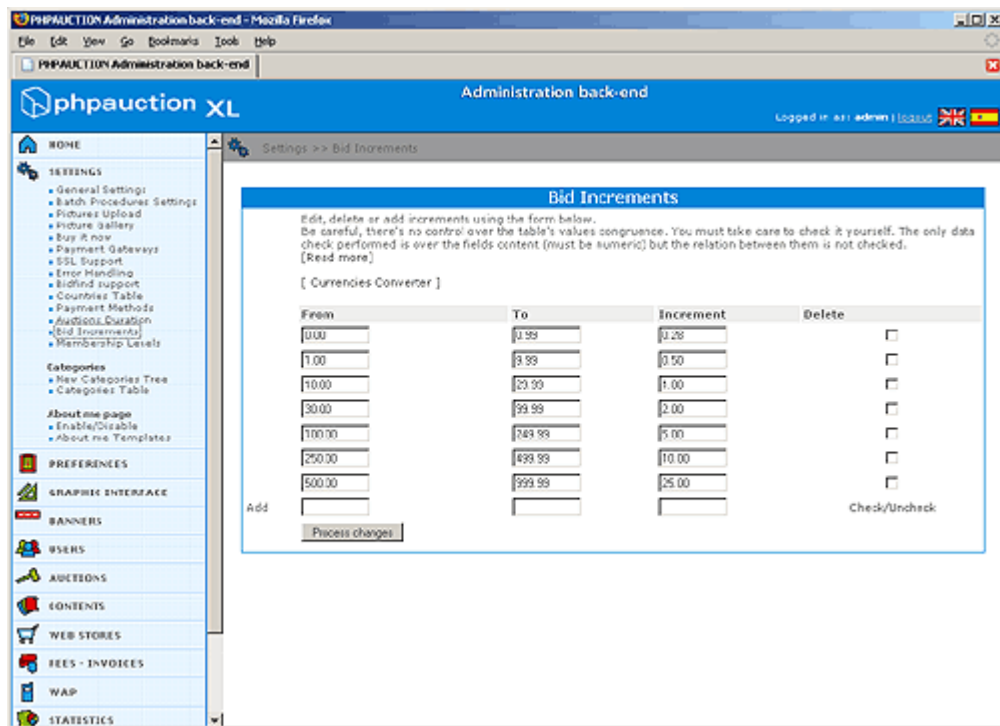 PHPAUCTION Administration back-end - Mozilla Firefox
File Edit View Go Bookmarks Tools Help
PHPAUCTION Administration back-end
phpauction XL
Administration back-end
Logged in as: admin | logout
HOME
SETTINGS
General Settings
Batch Procedures Settings
Pictures Upload
Picture Gallery
Buy it now
Payment Gateways
SSL Support
Error Handling
Bidfind support
Countries Table
Payment Methods
Auctions Duration
Bid Increments
Membership Levels
Categories
New Categories Tree
Categories Table
About me page
Enable/Disable
About me Templates
PREFERENCES
GRAPHIC INTERFACE
BANNERS
USERS
AUCTIONS
CONTENTS
WEB STORES
FEES - INVOICES
WAP
STATISTICS
Settings >> Bid Increments
Bid Increments
Edit, delete or add increments using the form below.
Be careful, there's no control over the table's values congruence. You must take care to check it yourself. The only data
check performed is over the fields content (must be numeric) but the relation between them is not checked.
[Read more]
[ Currencies Converter ]
From To Increment Delete
0.00 0.99 0.28
1.00 9.99 0.50
10.00 29.99 1.00
30.00 99.99 2.00
100.00 249.99 5.00
250.00 499.99 10.00
500.00 999.99 25.00
Add Check/Uncheck
Process changes